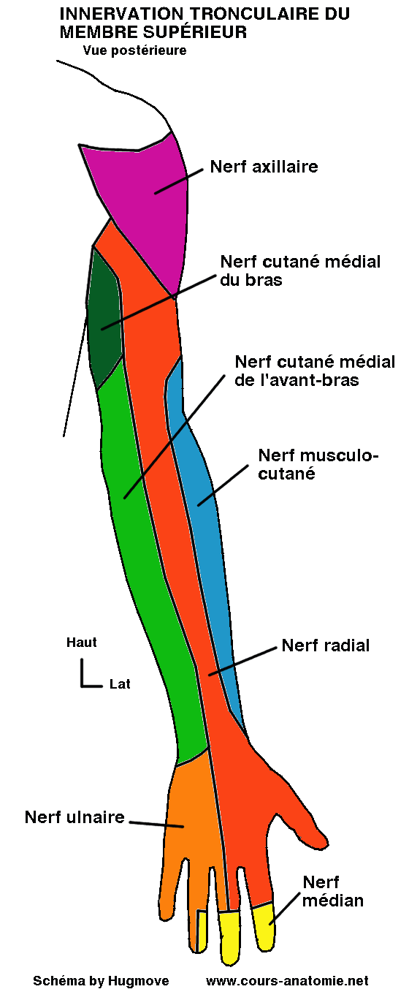 INNERVATION TRONCULAIRE DU
MEMBRE SUPÉRIEUR
Vue postérieure
Nerf axillaire
Nerf cutané médial
du bras
Nerf cutané médial
de l'avant-bras
Nerf musculo-
cutané
Nerf radial
Haut
Lat
Nerf ulnaire
Nerf
médian
Schéma by Hugmove
www.cours-anatomie.net